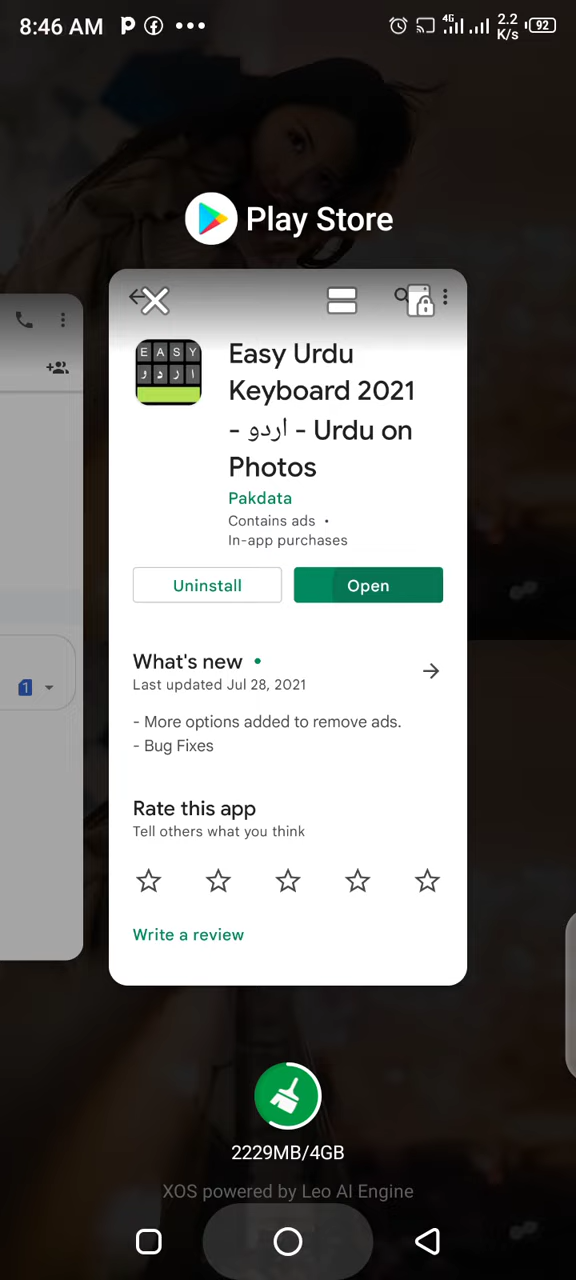 8:46 AM
4G
2.2
K/s
92
Play Store
EASY
ا ر د و
Easy Urdu
Keyboard 2021
- اردو - Urdu on
Photos
Pakdata
Contains ads •
In-app purchases
Uninstall
Open
What's new •
Last updated Jul 28, 2021
- More options added to remove ads.
- Bug Fixes
1
Rate this app
Tell others what you think
Write a review
2229MB/4GB
XOS powered by Leo AI Engine